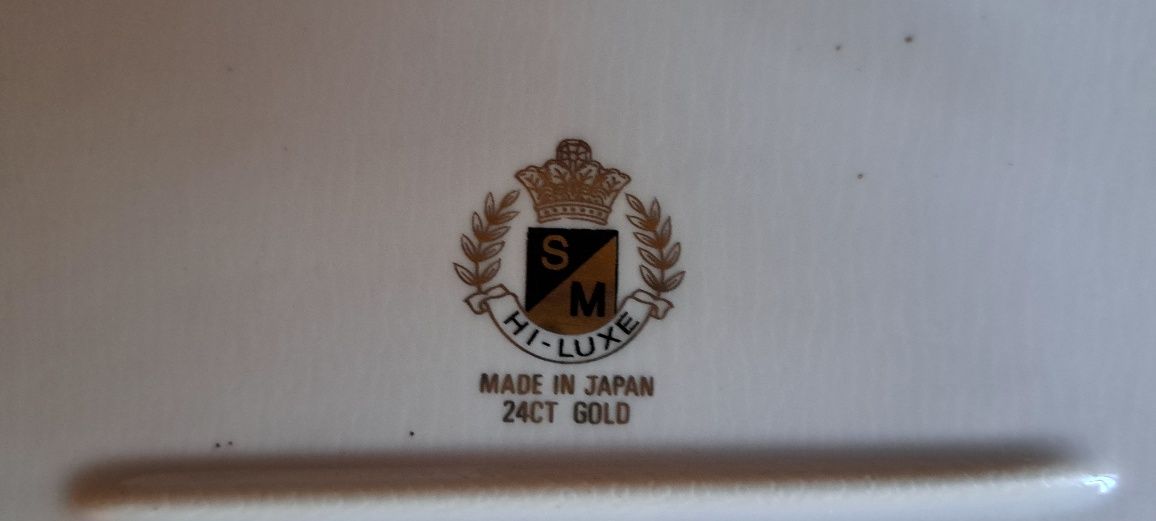 S
M
HI-LUXE
MADE IN JAPAN
24CT GOLD